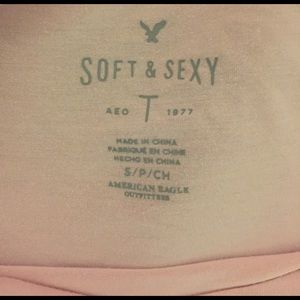 SOFT & SEXY
AEO T 1977
MADE IN CHINA
FABRIQUÉ EN CHINE
HECHO EN CHINA
S/P/CH
AMERICAN EAGLE
OUTFITTERS